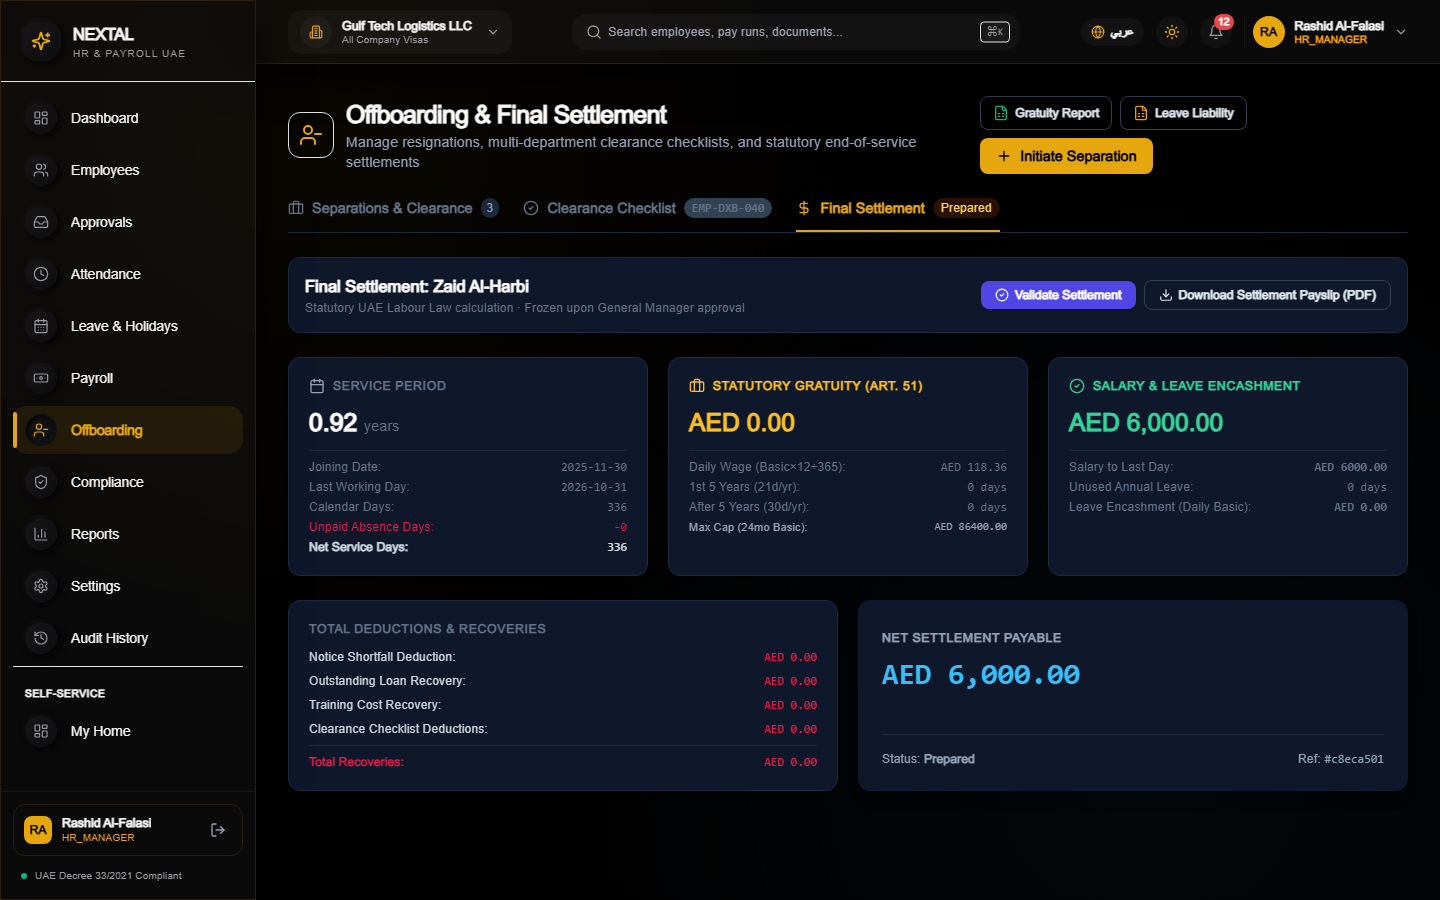 NEXTAL
HR & PAYROLL UAE
Gulf Tech Logistics LLC
All Company Visas
Search employees, pay runs, documents...
⌘K
عربي
12
RA
Rashid Al-Falasi
HR_MANAGER
Dashboard
Employees
Approvals
Attendance
Leave & Holidays
Payroll
Offboarding
Compliance
Reports
Settings
Audit History
SELF-SERVICE
My Home
RA
Rashid Al-Falasi
HR_MANAGER
UAE Decree 33/2021 Compliant
Offboarding & Final Settlement
Manage resignations, multi-department clearance checklists, and statutory end-of-service
settlements
Gratuity Report
Leave Liability
Initiate Separation
Separations & Clearance 3
Clearance Checklist EMP-DXB-040
Final Settlement Prepared
Final Settlement: Zaid Al-Harbi
Statutory UAE Labour Law calculation · Frozen upon General Manager approval
Validate Settlement
Download Settlement Payslip (PDF)
SERVICE PERIOD
0.92 years
Joining Date: 2025-11-30
Last Working Day: 2026-10-31
Calendar Days: 336
Unpaid Absence Days: -0
Net Service Days: 336
STATUTORY GRATUITY (ART. 51)
AED 0.00
Daily Wage (Basic×12÷365): AED 118.36
1st 5 Years (21d/yr): 0 days
After 5 Years (30d/yr): 0 days
Max Cap (24mo Basic): AED 86400.00
SALARY & LEAVE ENCASHMENT
AED 6,000.00
Salary to Last Day: AED 6000.00
Unused Annual Leave: 0 days
Leave Encashment (Daily Basic): AED 0.00
TOTAL DEDUCTIONS & RECOVERIES
Notice Shortfall Deduction: AED 0.00
Outstanding Loan Recovery: AED 0.00
Training Cost Recovery: AED 0.00
Clearance Checklist Deductions: AED 0.00
Total Recoveries: AED 0.00
NET SETTLEMENT PAYABLE
AED 6,000.00
Status: Prepared
Ref: #c8eca501